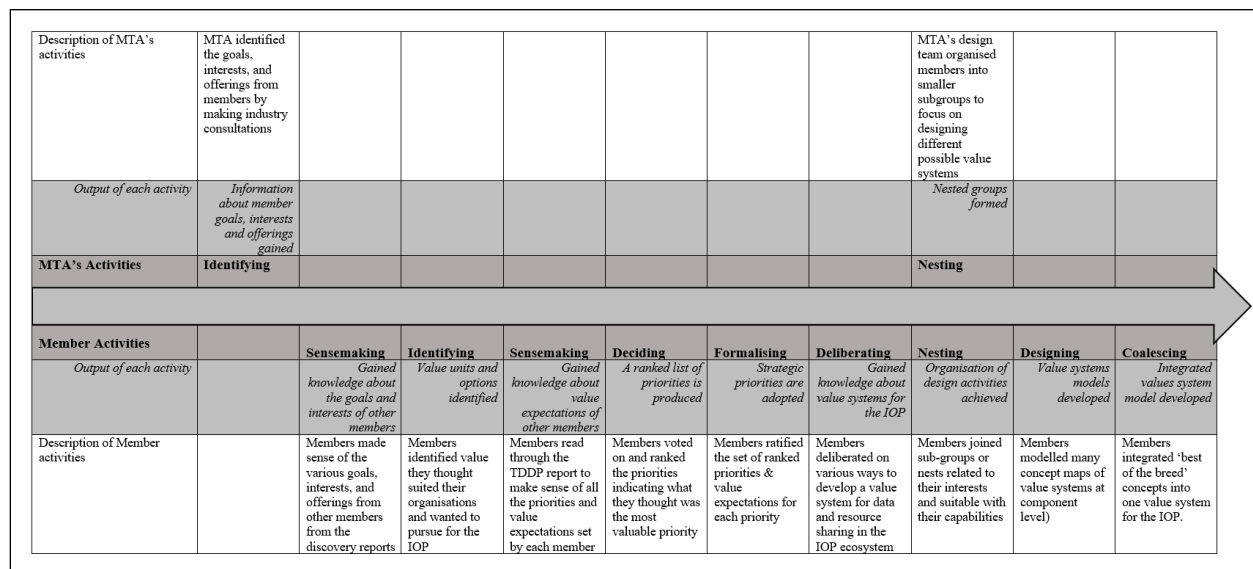 Description of MTA's
activities
MTA identified
the goals,
interests, and
offerings from
members by
making industry
consultations
MTA's design
team organised
members into
smaller
subgroups to
focus on
designing
different
possible value
systems
Output of each activity
Information
about member
goals, interests
and offerings
gained
Nested groups
formed
MTA's Activities
Identifying
Nesting
Member Activities
Sensemaking
Identifying
Sensemaking
Deciding
Formalising
Deliberating
Nesting
Designing
Coalescing
Output of each activity
Gained
knowledge about
the goals and
interests of other
members
Value units and
options
identified
Gained
knowledge about
value
expectations of
other members
A ranked list of
priorities is
produced
Strategic
priorities are
adopted
Gained
knowledge about
value systems for
the IOP
Organisation of
design activities
achieved
Value systems
models
developed
Integrated
values system
model developed
Description of Member
activities
Members made
sense of the
various goals,
interests, and
offerings from
other members
from the
discovery reports
Members
identified value
they thought
suited their
organisations
and wanted to
pursue for the
IOP
Members read
through the
TDDP report to
make sense of all
the priorities and
value
expectations set
by each member
Members voted
on and ranked
the priorities
indicating what
they thought was
the most
valuable priority
Members ratified
the set of ranked
priorities &
value
expectations for
each priority
Members
deliberated on
various ways to
develop a value
system for data
and resource
sharing in the
IOP ecosystem
Members joined
sub-groups or
nests related to
their interests
and suitable with
their capabilities
Members
modelled many
concept maps of
value systems at
component
level)
Members
integrated 'best
of the breed'
concepts into
one value system
for the IOP.